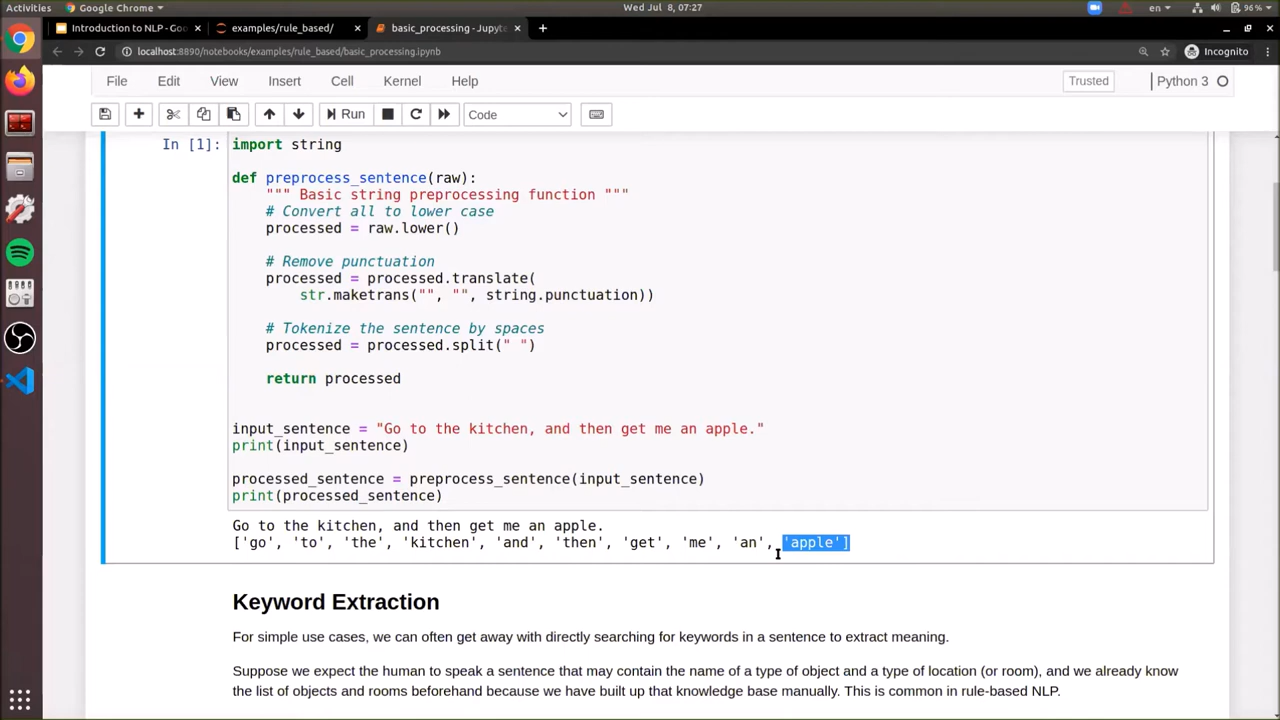 Activities
Google Chrome
Wed Jul 8, 07:27
en
96 %
Introduction to NLP - Go
examples/rule_based/
basic_processing - Jupyt
localhost:8890/notebooks/examples/rule_based/basic_processing.ipynb
Incognito
File Edit View Insert Cell Kernel Help
Trusted
Python 3
Run
Code
In [1]:
import string
def preprocess_sentence(raw):
""" Basic string preprocessing function """
# Convert all to lower case
processed = raw.lower()
# Remove punctuation
processed = processed.translate(
str.maketrans("", "", string.punctuation))
# Tokenize the sentence by spaces
processed = processed.split(" ")
return processed
input_sentence = "Go to the kitchen, and then get me an apple."
print(input_sentence)
processed_sentence = preprocess_sentence(input_sentence)
print(processed_sentence)
Go to the kitchen, and then get me an apple.
['go', 'to', 'the', 'kitchen', 'and', 'then', 'get', 'me', 'an', 'apple']
Keyword Extraction
For simple use cases, we can often get away with directly searching for keywords in a sentence to extract meaning.
Suppose we expect the human to speak a sentence that may contain the name of a type of object and a type of location (or room), and we already know
the list of objects and rooms beforehand because we have built up that knowledge base manually. This is common in rule-based NLP.